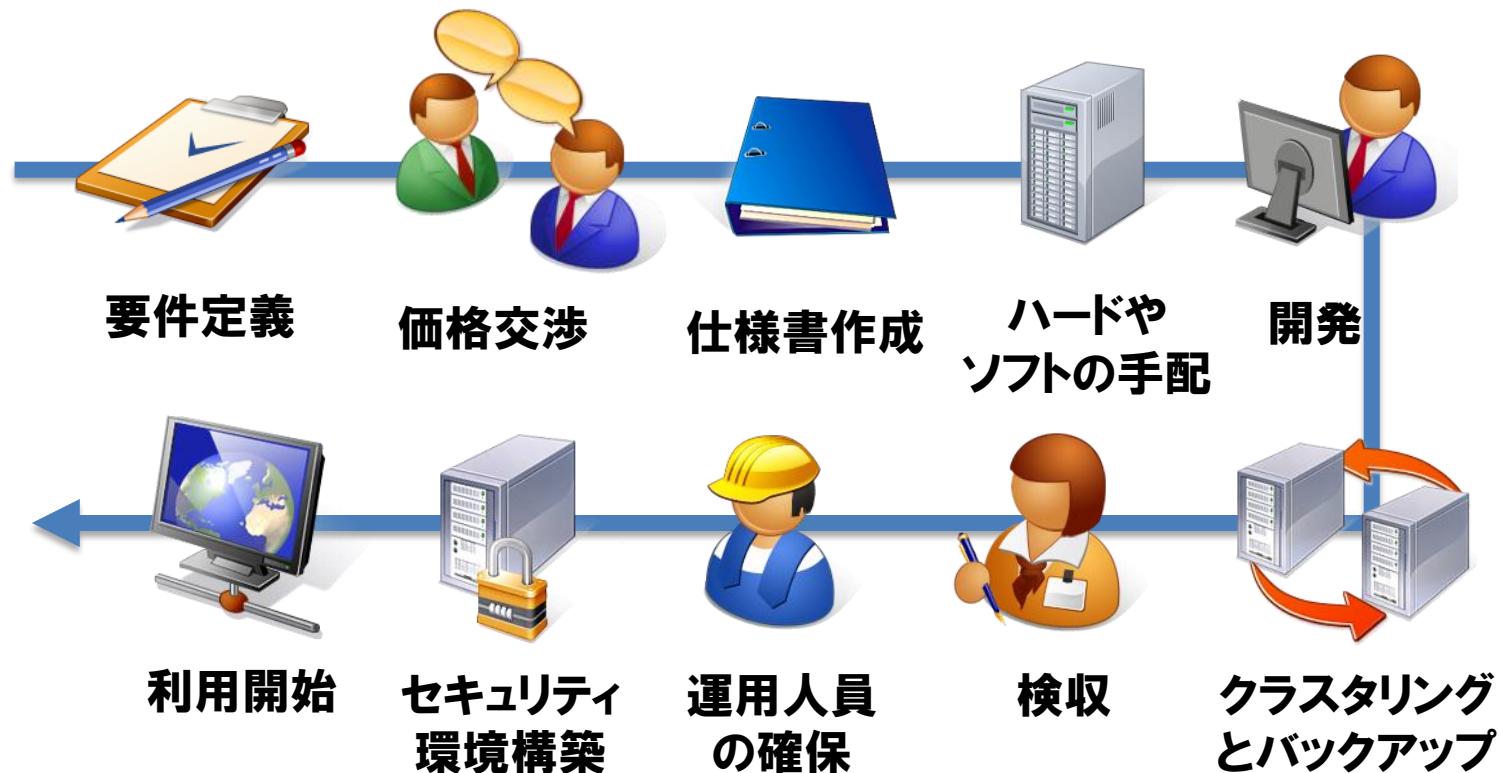 要件定義
価格交渉
仕様書作成
ハードや
ソフトの手配
開発
クラスタリング
とバックアップ
検収
運用人員
の確保
セキュリティ
環境構築
利用開始